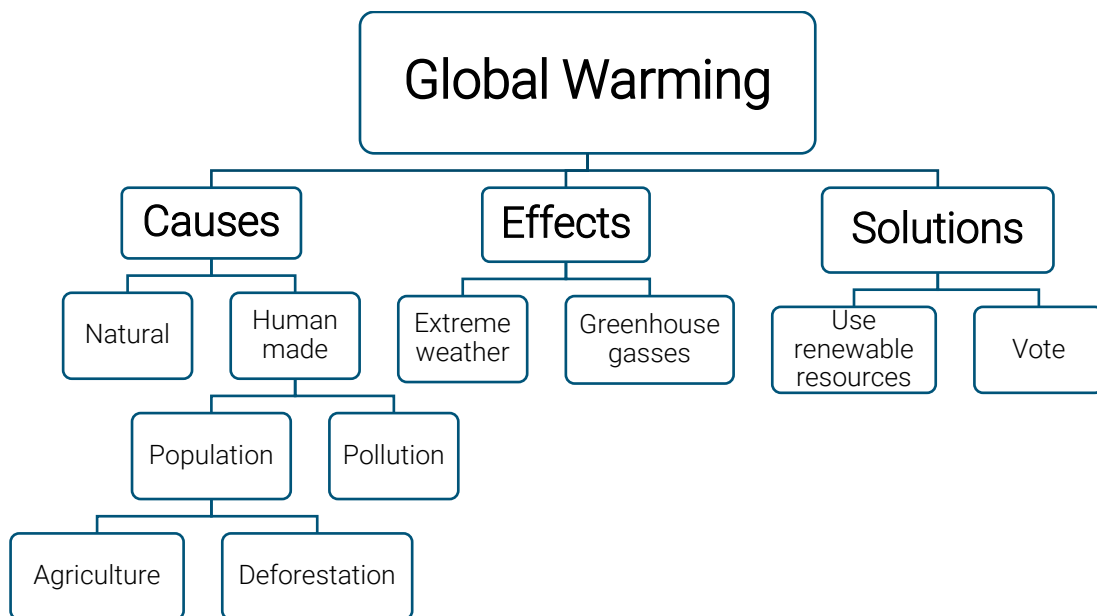 Global Warming
Causes
Effects
Solutions
Natural
Human
made
Extreme
weather
Greenhouse
gasses
Use
renewable
resources
Vote
Population
Pollution
Agriculture
Deforestation